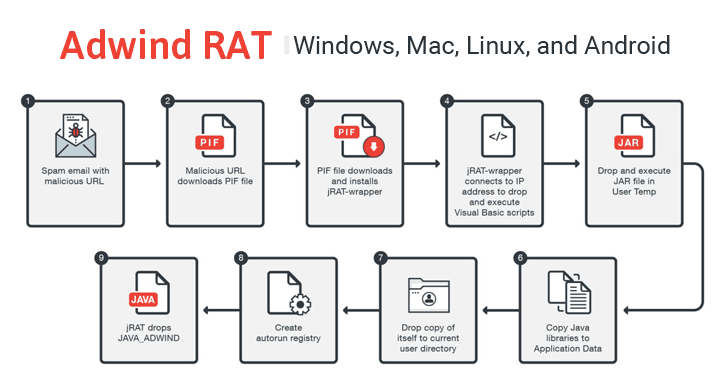 Adwind RAT
Windows, Mac, Linux, and Android
1
Spam email with
malicious URL
2
PIF
Malicious URL
downloads PIF file
3
PIF
PIF file downloads
and installs
jRAT-wrapper
4
</>
jRAT-wrapper
connects to IP
address to drop
and execute
Visual Basic scripts
5
JAR
Drop and execute
JAR file in
User Temp
6
Copy Java
libraries to
Application Data
7
Drop copy of
itself to current
user directory
8
Create
autorun registry
9
JAVA
jRAT drops
JAVA_ADWIND